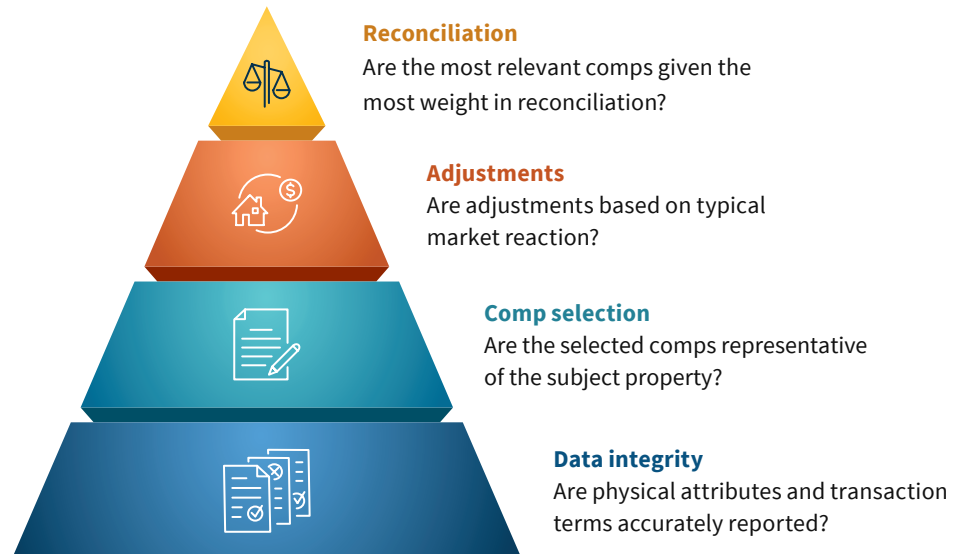 Reconciliation
Are the most relevant comps given the
most weight in reconciliation?
Adjustments
Are adjustments based on typical
market reaction?
Comp selection
Are the selected comps representative
of the subject property?
Data integrity
Are physical attributes and transaction
terms accurately reported?
$